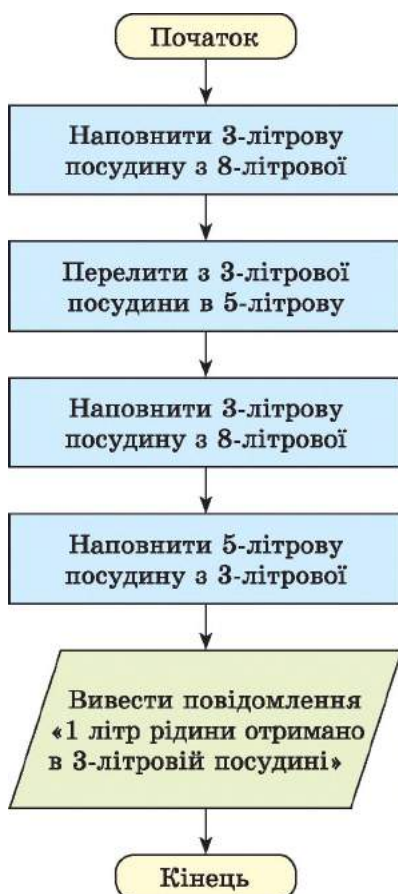 Початок
Наповнити 3-літрову
посудину з 8-літрової
Перелити з 3-літрової
посудини в 5-літрову
Наповнити 3-літрову
посудину з 8-літрової
Наповнити 5-літрову
посудину з 3-літрової
Вивести повідомлення
«1 літр рідини отримано
в 3-літровій посудині»
Кінець